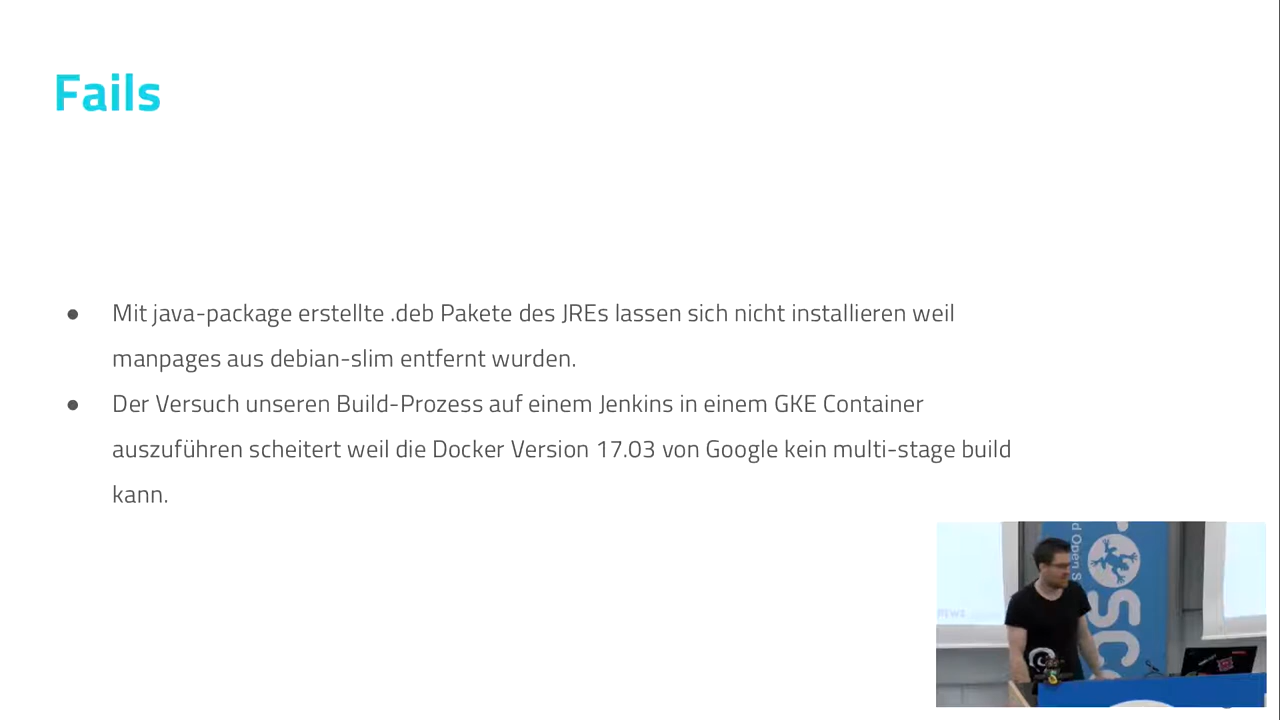 Fails
● Mit java-package erstellte .deb Pakete des JREs lassen sich nicht installieren weil
manpages aus debian-slim entfernt wurden.
● Der Versuch unseren Build-Prozess auf einem Jenkins in einem GKE Container
auszuführen scheitert weil die Docker Version 17.03 von Google kein multi-stage build
kann.
d Open S